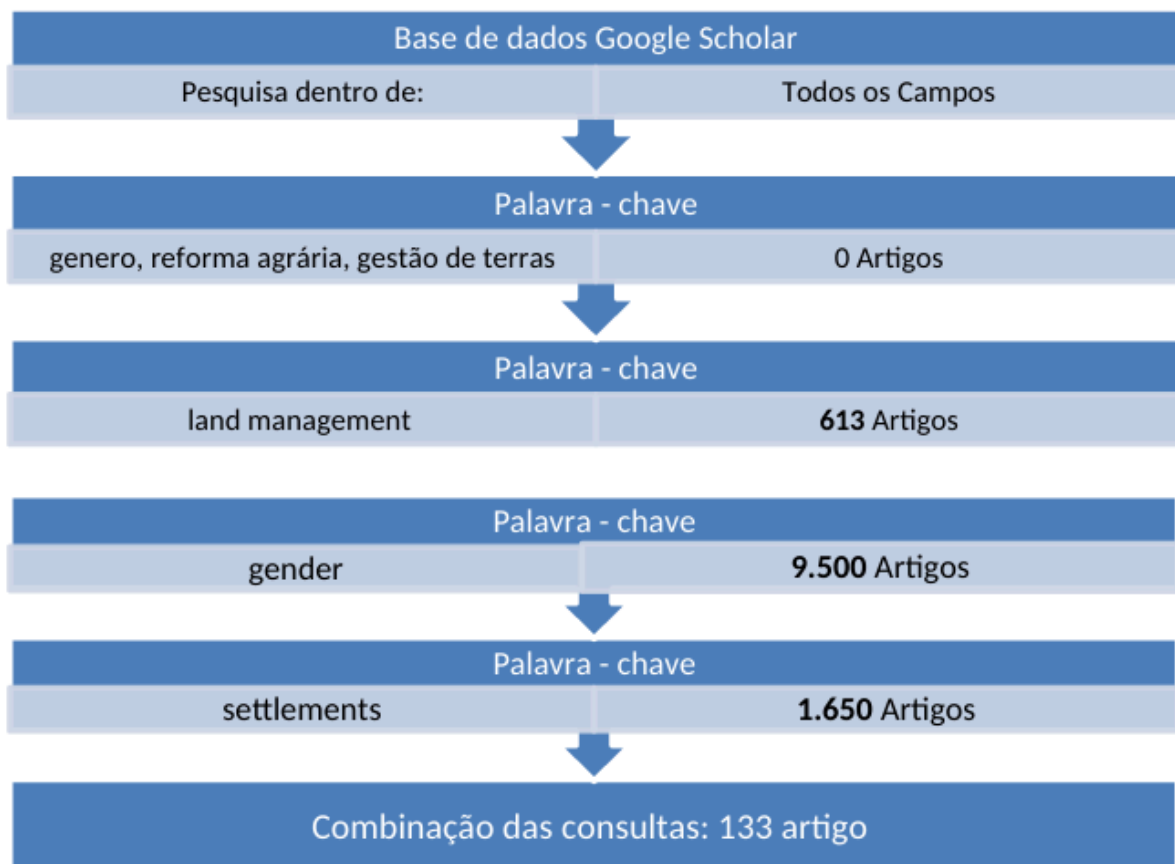 Base de dados Google Scholar
Pesquisa dentro de: Todos os Campos
Palavra - chave
genero, reforma agrária, gestão de terras 0 Artigos
Palavra - chave
land management 613 Artigos
Palavra - chave
gender 9.500 Artigos
Palavra - chave
settlements 1.650 Artigos
Combinação das consultas: 133 artigo